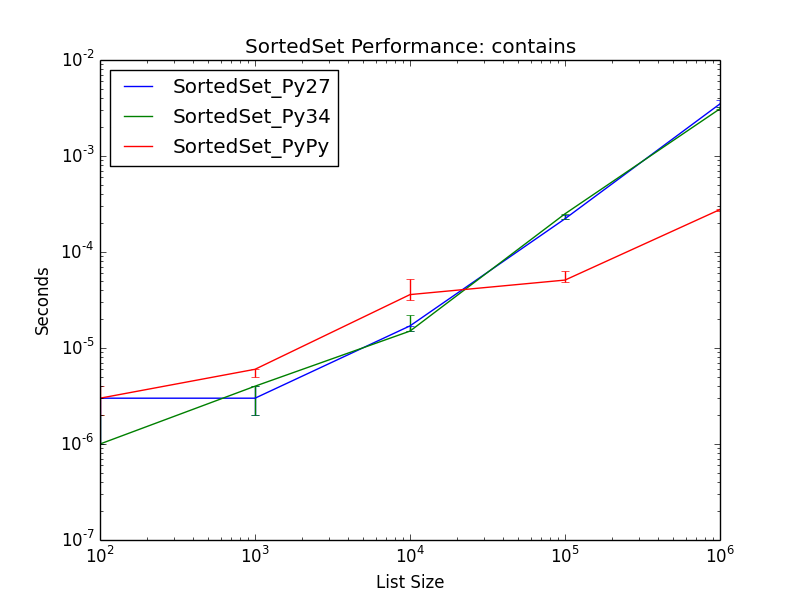 SortedSet Performance: contains
10^-2
SortedSet_Py27
SortedSet_Py34
SortedSet_PyPy
10^-3
10^-4
Seconds
10^-5
10^-6
10^-7
10^2 10^3 10^4 10^5 10^6
List Size